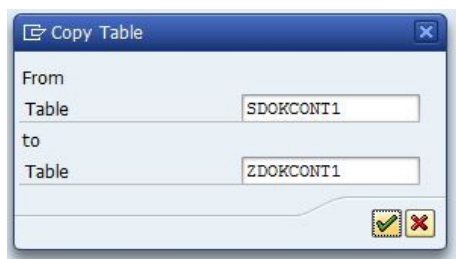 Copy Table
From
Table SDOKCONT1
to
Table ZDOKCONT1